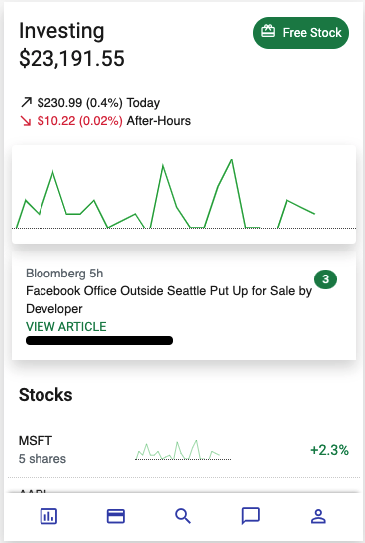 Investing
$23,191.55
Free Stock
$230.99 (0.4%) Today
$10.22 (0.02%) After-Hours
Bloomberg 5h
3
Facebook Office Outside Seattle Put Up for Sale by
Developer
VIEW ARTICLE
Stocks
MSFT
5 shares
+2.3%